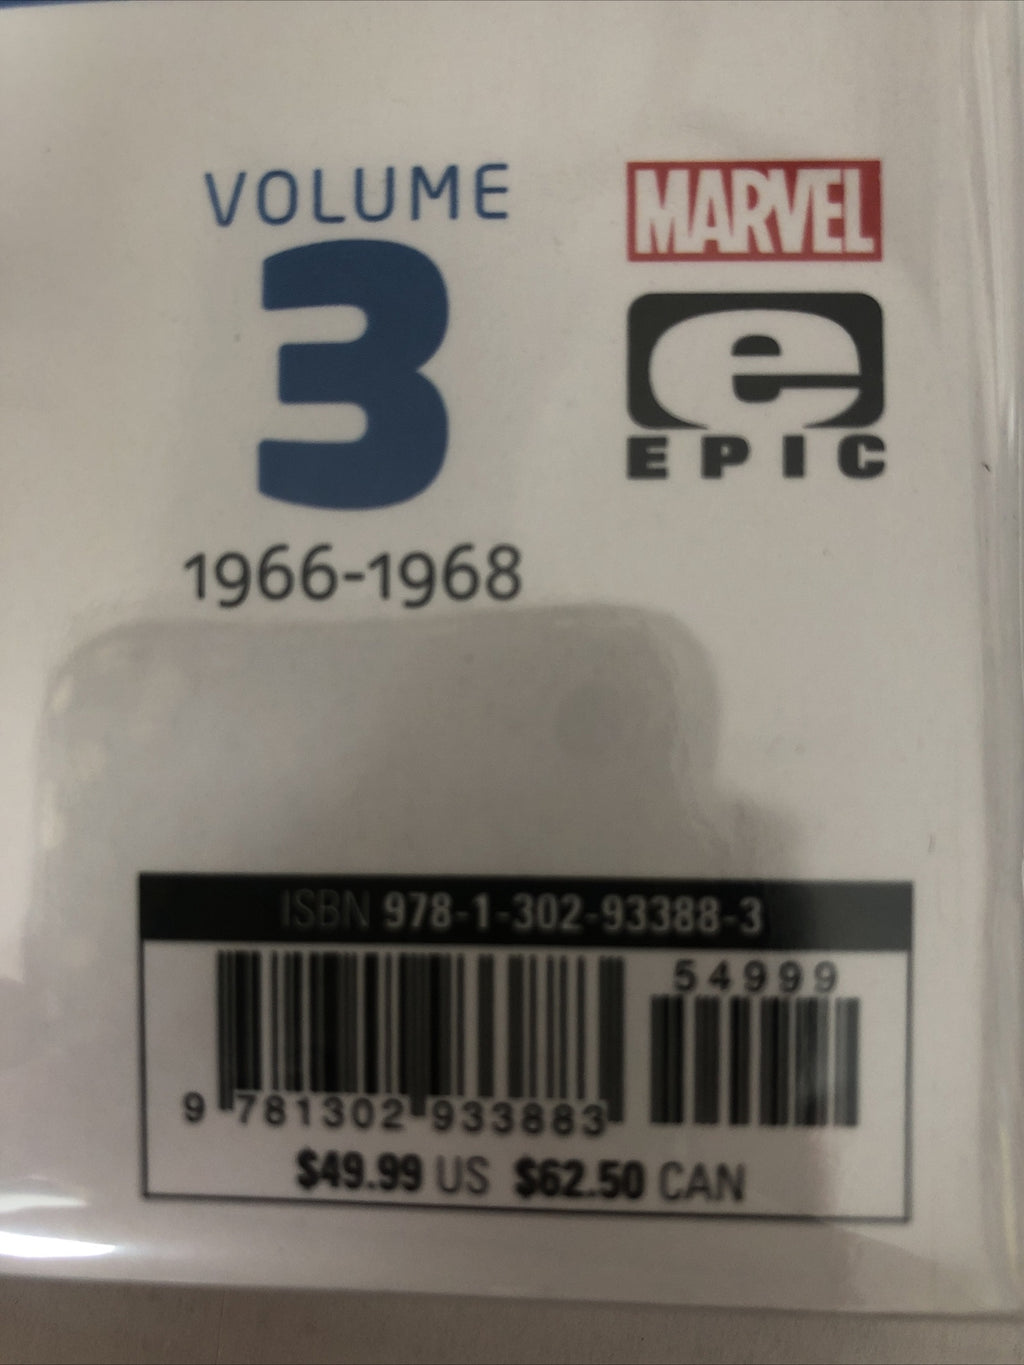 VOLUME
3
1966-1968
MARVEL
e
EPIC
ISBN 978-1-302-93388-3
54999
9 781302 933883
$49.99 US $62.50 CAN